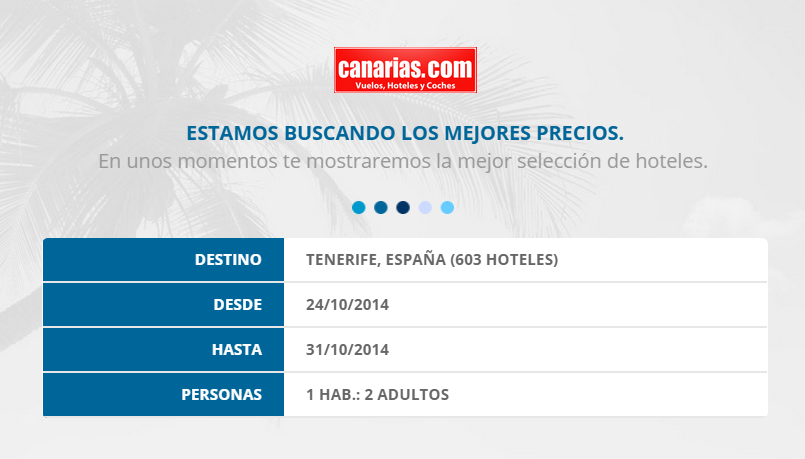 canarias.com
Vuelos, Hoteles y Coches
ESTAMOS BUSCANDO LOS MEJORES PRECIOS.
En unos momentos te mostraremos la mejor selección de hoteles.
DESTINO TENERIFE, ESPAÑA (603 HOTELES)
DESDE 24/10/2014
HASTA 31/10/2014
PERSONAS 1 HAB.: 2 ADULTOS